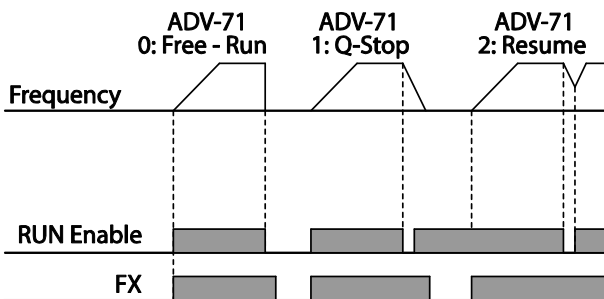 ADV-71
0: Free - Run
ADV-71
1: Q-Stop
ADV-71
2: Resume
Frequency
RUN Enable
FX